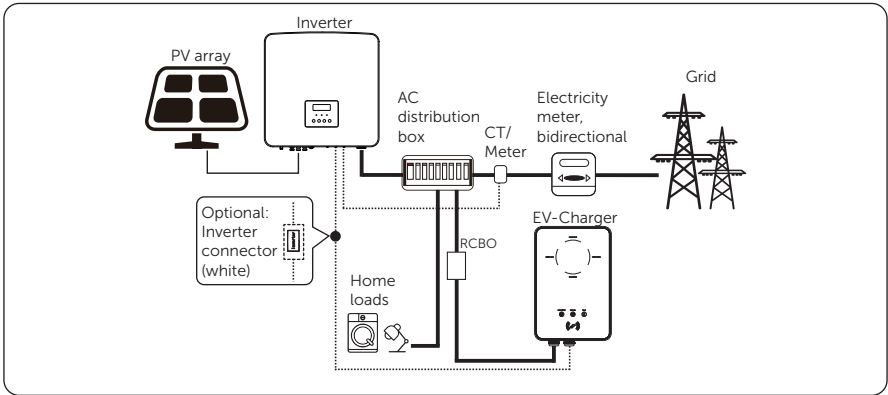 Inverter
PV array
Grid
AC
distribution
box
CT/
Meter
Electricity
meter,
bidirectional
Optional:
Inverter
connector
(white)
Inverter
EV-Charger
RCBO
Home
loads